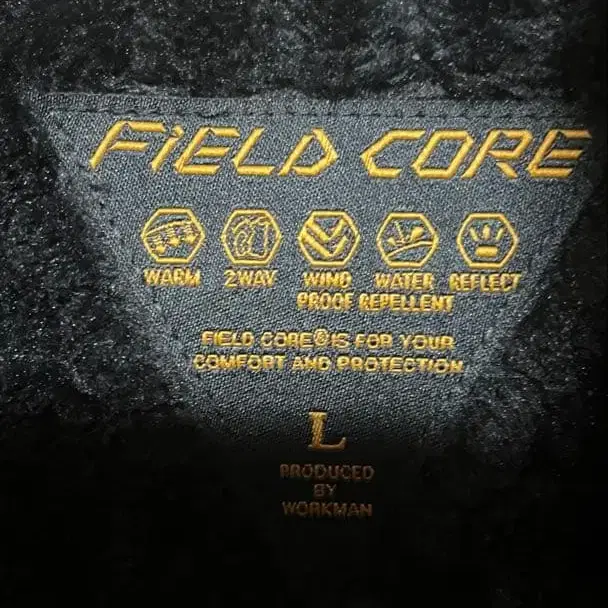 FiELD CORE
WARM 2WAY WIND PROOF WATER REPELLENT REFLECT
FIELD CORE® IS FOR YOUR
COMFORT AND PROTECTION
L
PRODUCED
BY
WORKMAN